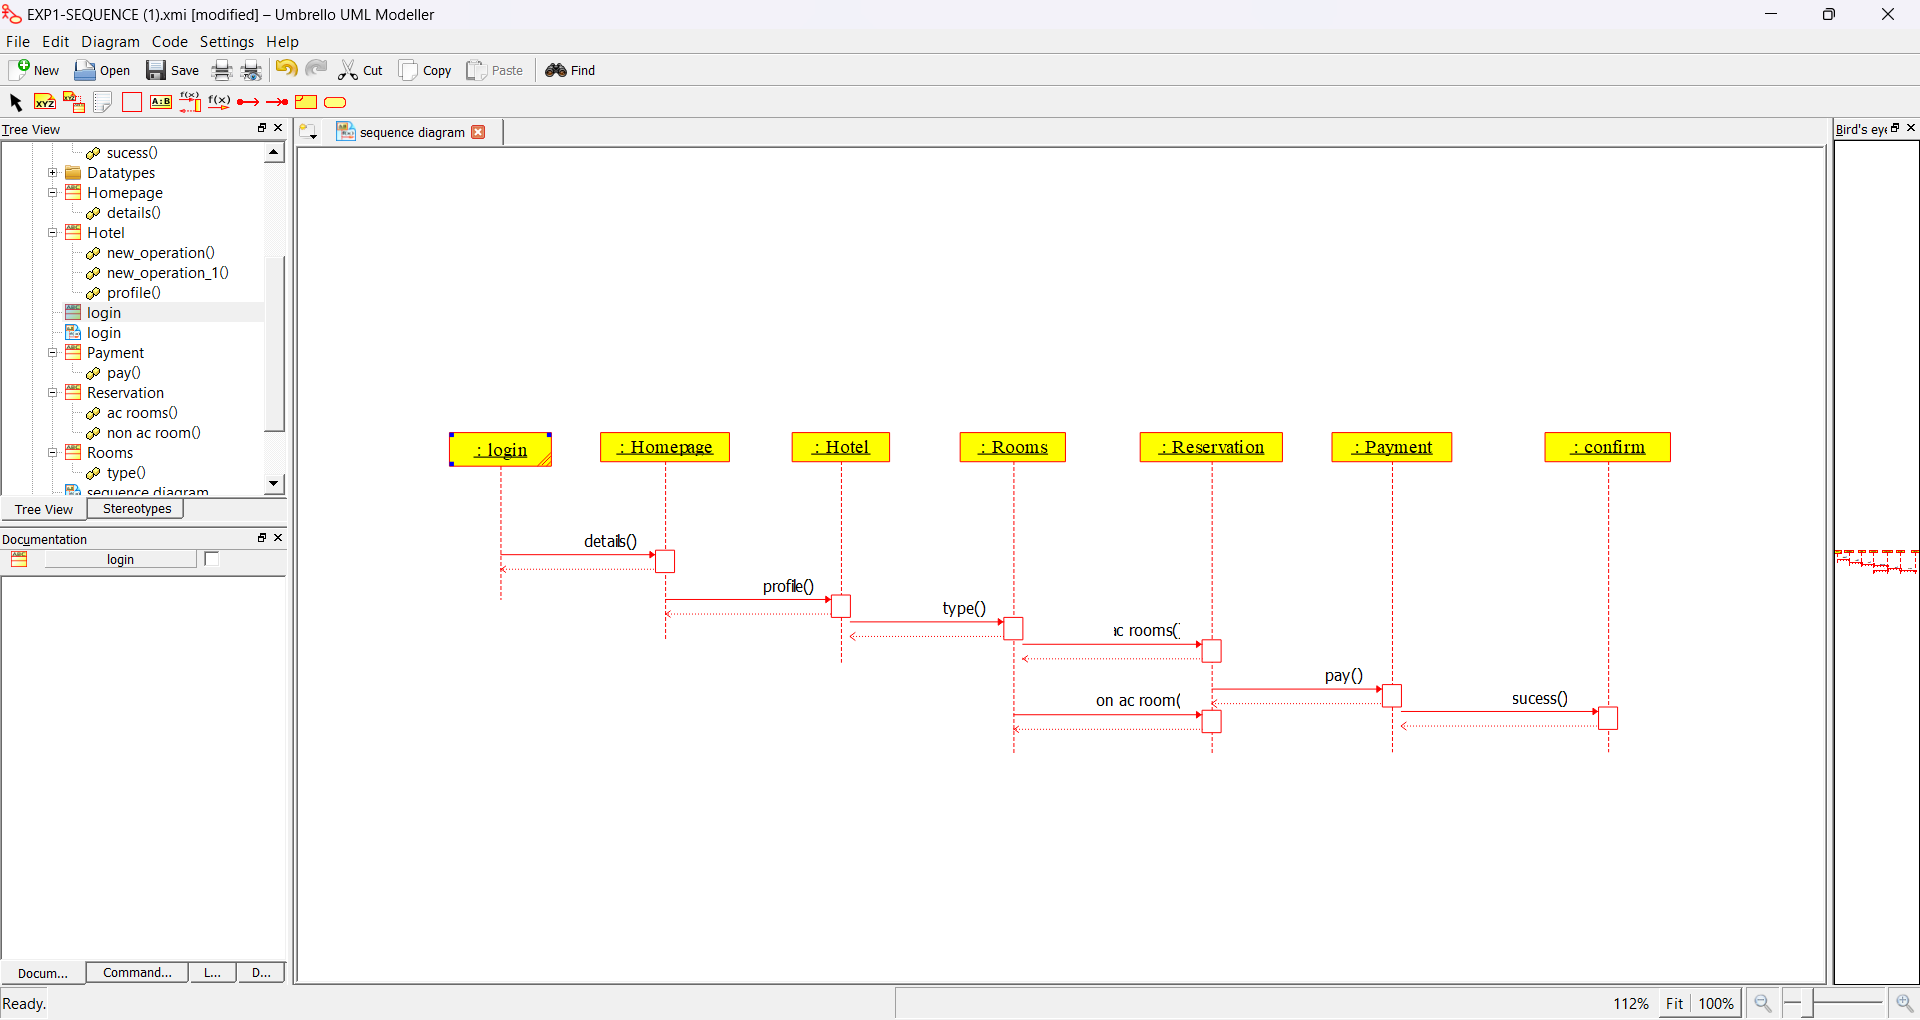 EXP1-SEQUENCE (1).xmi [modified] – Umbrello UML Modeller
File Edit Diagram Code Settings Help
New Open Save Cut Copy Paste Find
XYZ A:B f(x) f(x)
Tree View
sequence diagram
Bird's eye
sucess()
Datatypes
Homepage
details()
Hotel
new_operation()
new_operation_1()
profile()
login
login
Payment
pay()
Reservation
ac rooms()
non ac room()
Rooms
type()
sequence diagram
Tree View Stereotypes
Documentation
login
Docum... Command... L... D...
: login : Homepage : Hotel : Rooms : Reservation : Payment : confirm
details()
profile()
type()
ac rooms()
pay()
on ac room(
sucess()
Ready.
112% Fit 100%